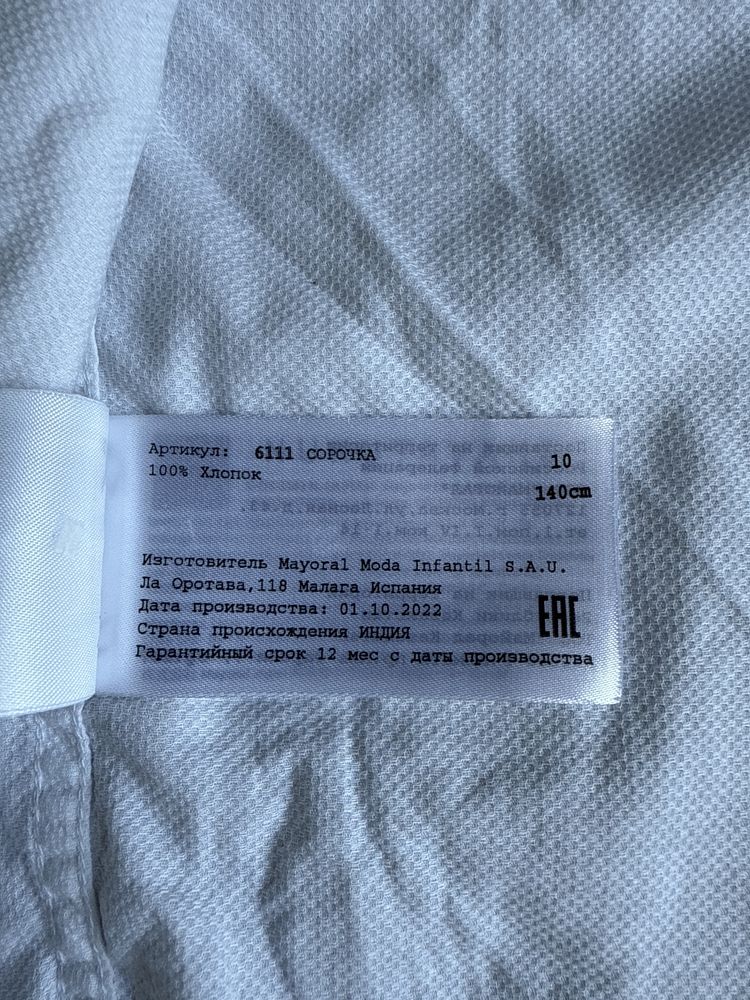 Артикул: 6111 СОРОЧКА 10
100% Хлопок
140cm
Изготовитель Mayoral Moda Infantil S.A.U.
Ла Оротава,118 Малага Испания
Дата производства: 01.10.2022
Страна происхождения ИНДИЯ
EAC
Гарантийный срок 12 мес с даты производства